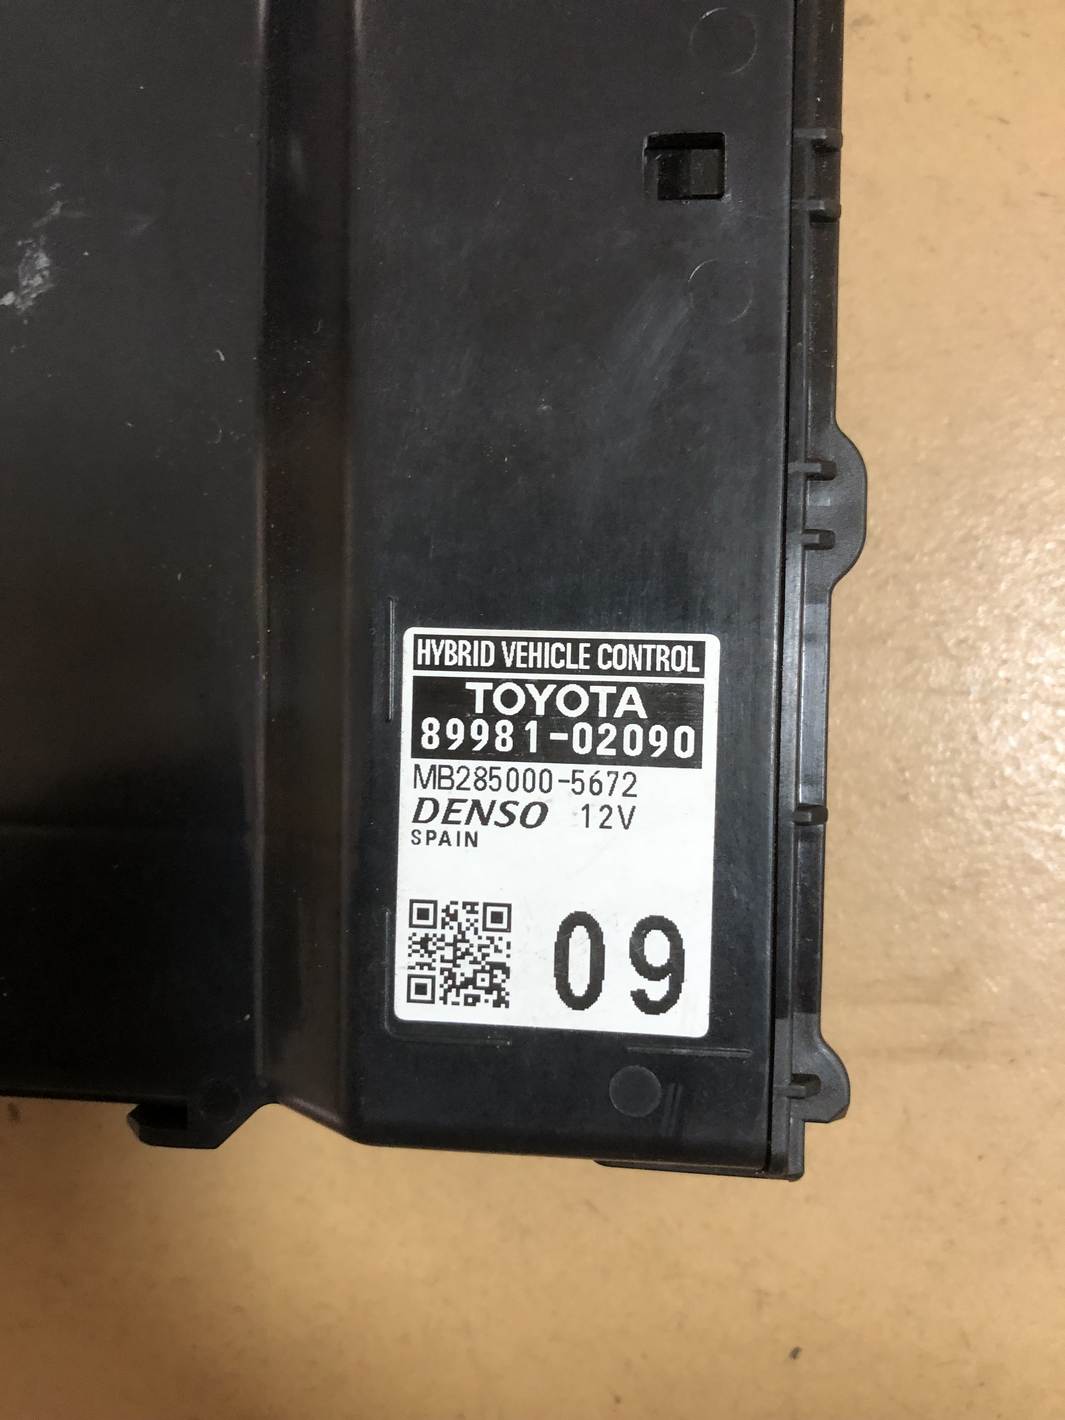 HYBRID VEHICLE CONTROL
TOYOTA
89981-02090
MB285000-5672
DENSO 12V
SPAIN
09